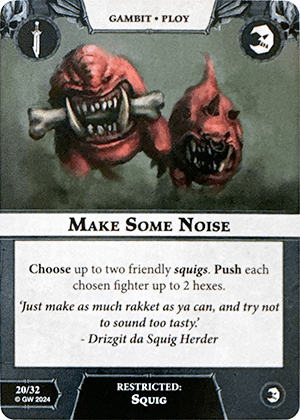 GAMBIT • PLOY
MAKE SOME NOISE
Choose up to two friendly squigs. Push each
chosen fighter up to 2 hexes.
'Just make as much rakket as ya can, and try not
to sound too tasty.'
- Drizgit da Squig Herder
20/32
© GW 2024
RESTRICTED:
SQUIG